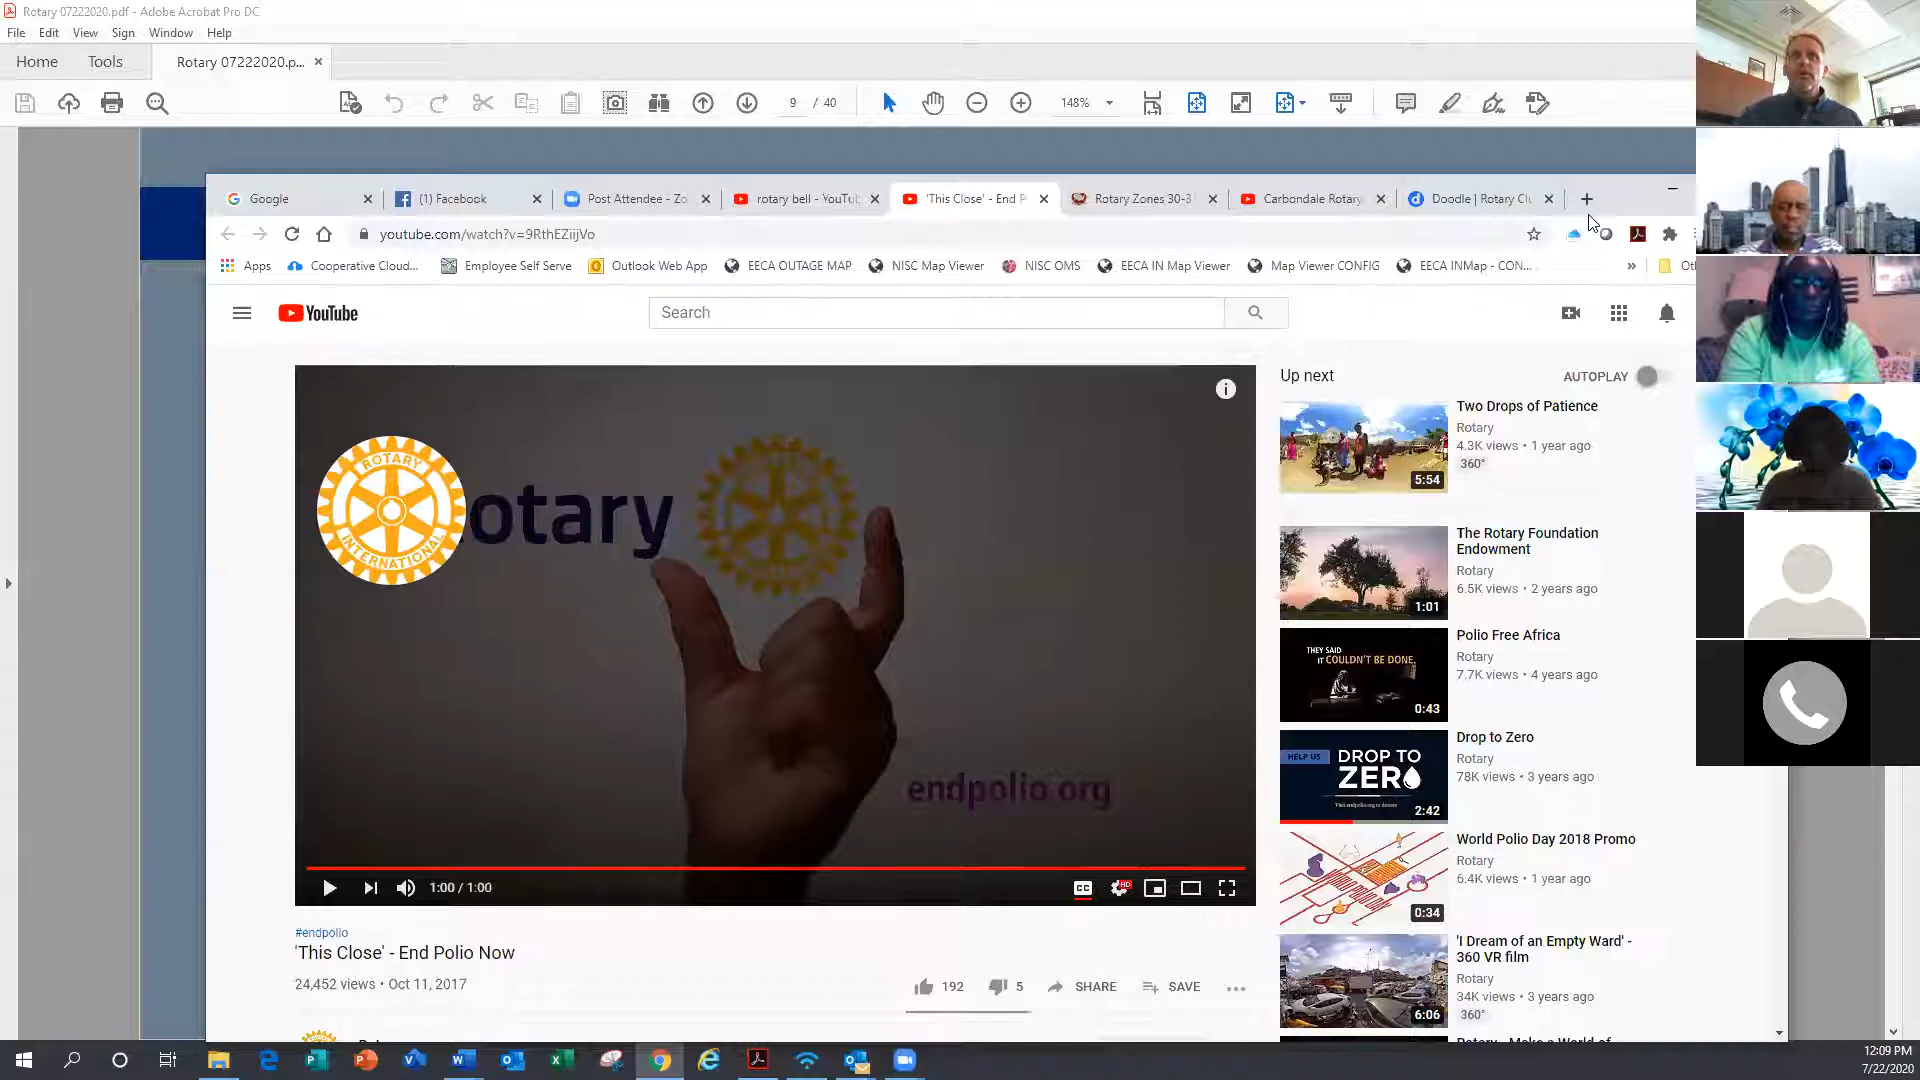 Rotary 07222020.pdf - Adobe Acrobat Pro DC
File Edit View Sign Window Help
Home Tools Rotary 07222020.p...
9 / 40 148%
Google
(1) Facebook
Post Attendee - Zo
rotary bell - YouTub
'This Close' - End P
Rotary Zones 30-3
Carbondale Rotary
Doodle | Rotary Clu
youtube.com/watch?v=9RthEZiijVo
Apps
Cooperative Cloud...
Employee Self Serve
Outlook Web App
EECA OUTAGE MAP
NISC Map Viewer
NISC OMS
EECA IN Map Viewer
Map Viewer CONFIG
EECA INMap - CON...
» Ot
YouTube
Search
ROTARY
INTERNATIONAL
otary
endpolio.org
1:00 / 1:00
CC
HD
#endpolio
'This Close' - End Polio Now
24,452 views • Oct 11, 2017
192 5 SHARE SAVE
Up next
AUTOPLAY
Two Drops of Patience
Rotary
4.3K views • 1 year ago
360°
5:54
The Rotary Foundation
Endowment
Rotary
6.5K views • 2 years ago
1:01
Polio Free Africa
Rotary
7.7K views • 4 years ago
THEY SAID
IT COULDN'T BE DONE.
0:43
Drop to Zero
Rotary
78K views • 3 years ago
HELP US
DROP TO
ZERO
Visit endpolio.org to donate
2:42
World Polio Day 2018 Promo
Rotary
6.4K views • 1 year ago
0:34
'I Dream of an Empty Ward' -
360 VR film
Rotary
34K views • 3 years ago
360°
6:06
12:09 PM
7/22/2020